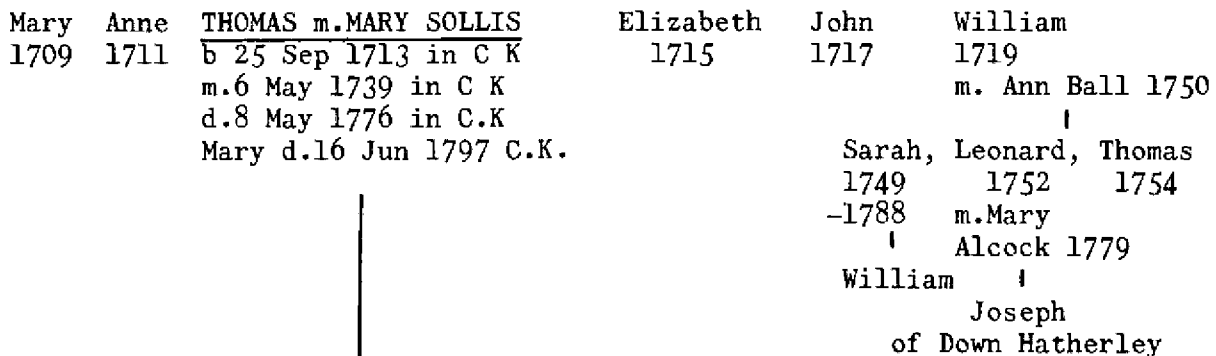 Mary Anne THOMAS m.MARY SOLLIS Elizabeth John William
1709 1711 b 25 Sep 1713 in C K 1715 1717 1719
m.6 May 1739 in C K m. Ann Ball 1750
d.8 May 1776 in C.K
Mary d.16 Jun 1797 C.K. Sarah, Leonard, Thomas
1749 1752 1754
-1788 m.Mary
Alcock 1779
William
Joseph
of Down Hatherley